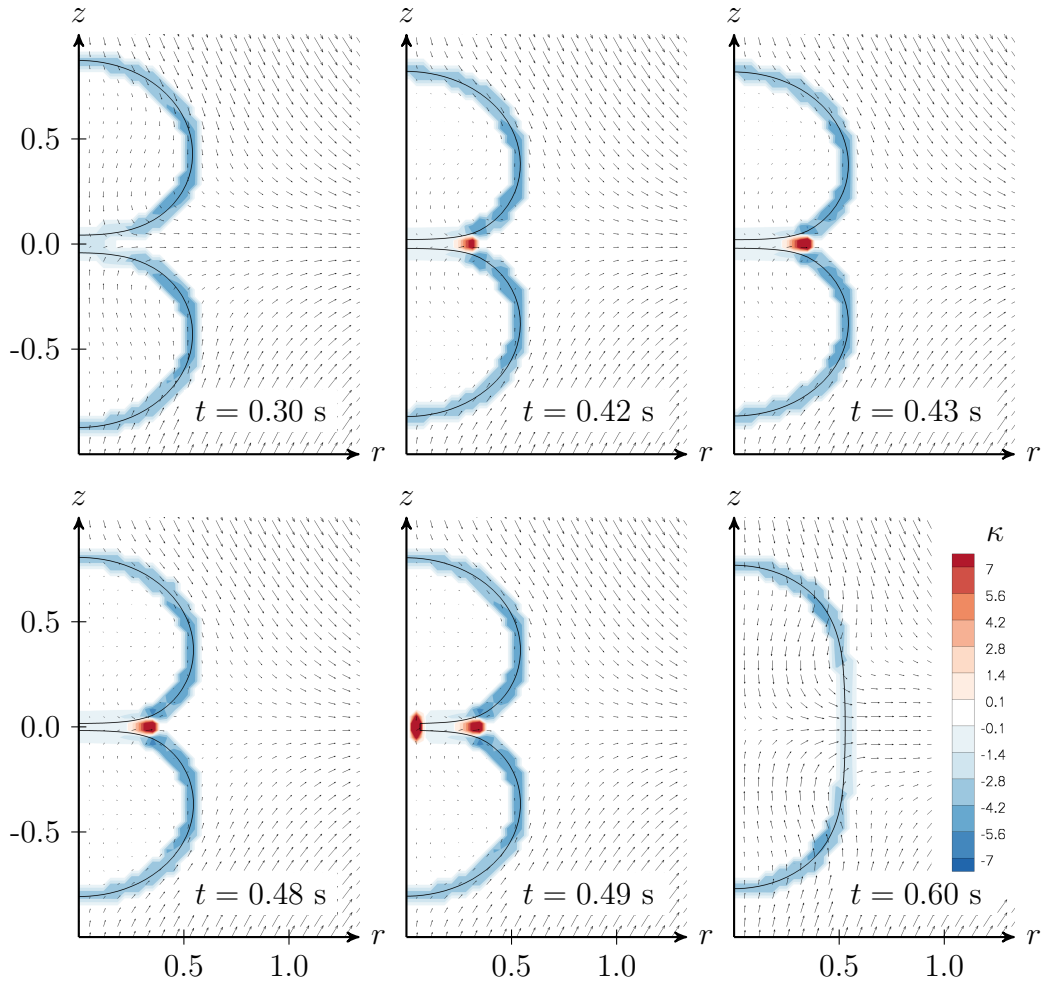 z z z
0.5
0.0
-0.5
t = 0.30 s t = 0.42 s t = 0.43 s
r r r
z z z
κ
7
5.6
4.2
2.8
1.4
0.1
-0.1
-1.4
-2.8
-4.2
-5.6
-7
0.5
0.0
-0.5
t = 0.48 s t = 0.49 s t = 0.60 s
r r r
0.5 1.0 0.5 1.0 0.5 1.0